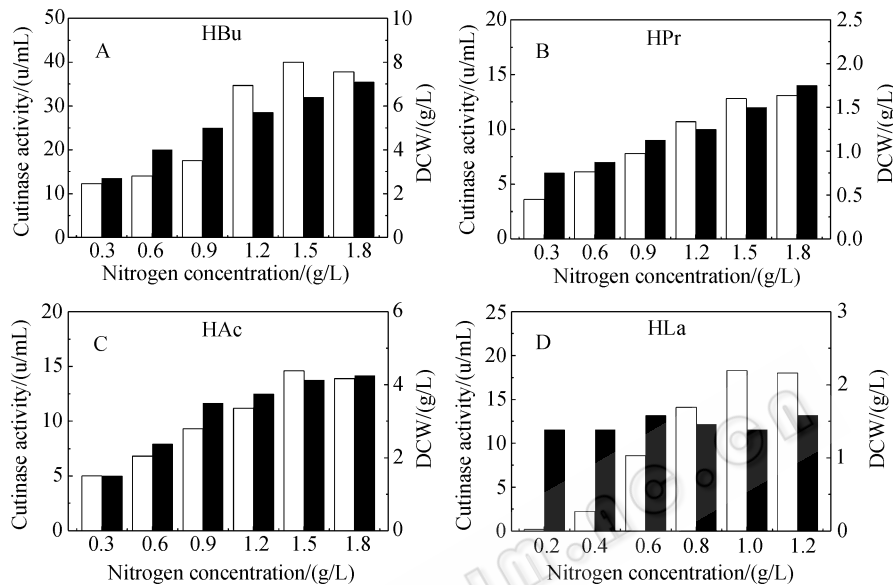 A
HBu
Cutinase activity/(u/mL)
50
40
30
20
10
0
10
8
6
4
2
0
DCW/(g/L)
0.3 0.6 0.9 1.2 1.5 1.8
Nitrogen concentration/(g/L)
B
HPr
Cutinase activity/(u/mL)
20
15
10
5
0
2.5
2.0
1.5
1.0
0.5
0.0
DCW/(g/L)
0.3 0.6 0.9 1.2 1.5 1.8
Nitrogen concentration/(g/L)
C
HAc
Cutinase activity/(u/mL)
20
15
10
5
0
6
4
2
0
DCW/(g/L)
0.3 0.6 0.9 1.2 1.5 1.8
Nitrogen concentration/(g/L)
D
HLa
Cutinase activity/(u/mL)
25
20
15
10
5
0
3
2
1
0
DCW/(g/L)
0.2 0.4 0.6 0.8 1.0 1.2
Nitrogen concentration/(g/L)